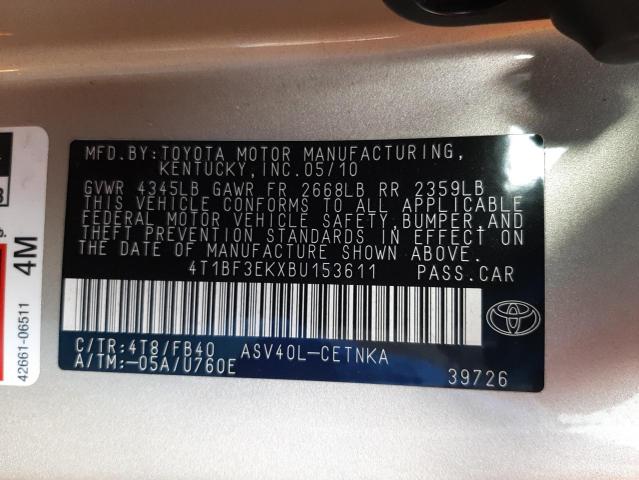 MFD.BY:TOYOTA MOTOR MANUFACTURING,
KENTUCKY, INC.05/10
GVWR 4345LB GAWR FR 2668LB RR 2359LB
THIS VEHICLE CONFORMS TO ALL APPLICABLE
FEDERAL MOTOR VEHICLE SAFETY, BUMPER, AND
THEFT PREVENTION STANDARDS IN EFFECT ON
THE DATE OF MANUFACTURE SHOWN ABOVE.
4T1BF3EKXBU153611 PASS.CAR
C/TR:4T8/FB40 ASV40L-CETNKA
A/TM:-05A/U760E
39726
4M
42661-06511